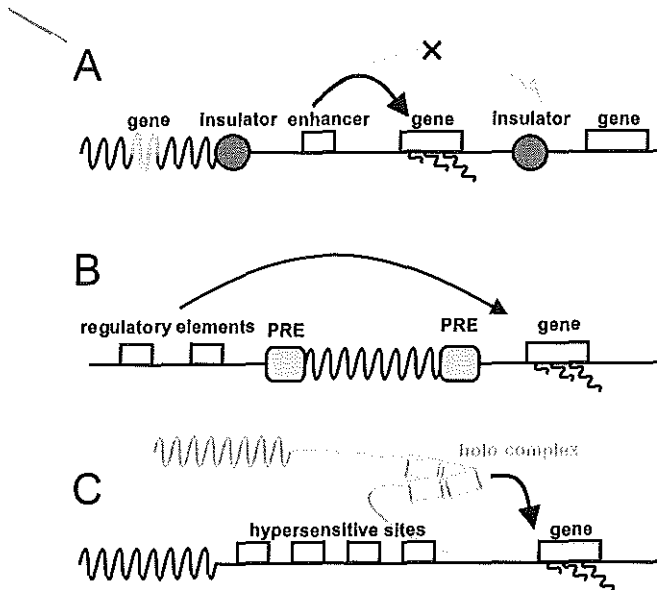 A
gene insulator enhancer gene insulator gene
B
regulatory elements PRE PRE gene
holo complex
C
hypersensitive sites gene